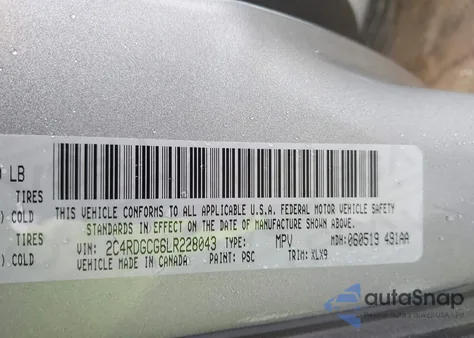 LB
TIRES
COLD
TIRES
COLD
THIS VEHICLE CONFORMS TO ALL APPLICABLE U.S.A. FEDERAL MOTOR VEHICLE SAFETY
STANDARDS IN EFFECT ON THE DATE OF MANUFACTURE SHOWN ABOVE.
VIN: 2C4RDGCG6LR228043 TYPE: MPV MDH: 060519 491AA
VEHICLE MADE IN CANADA PAINT: PSC TRIM: XLX9
autoSnap